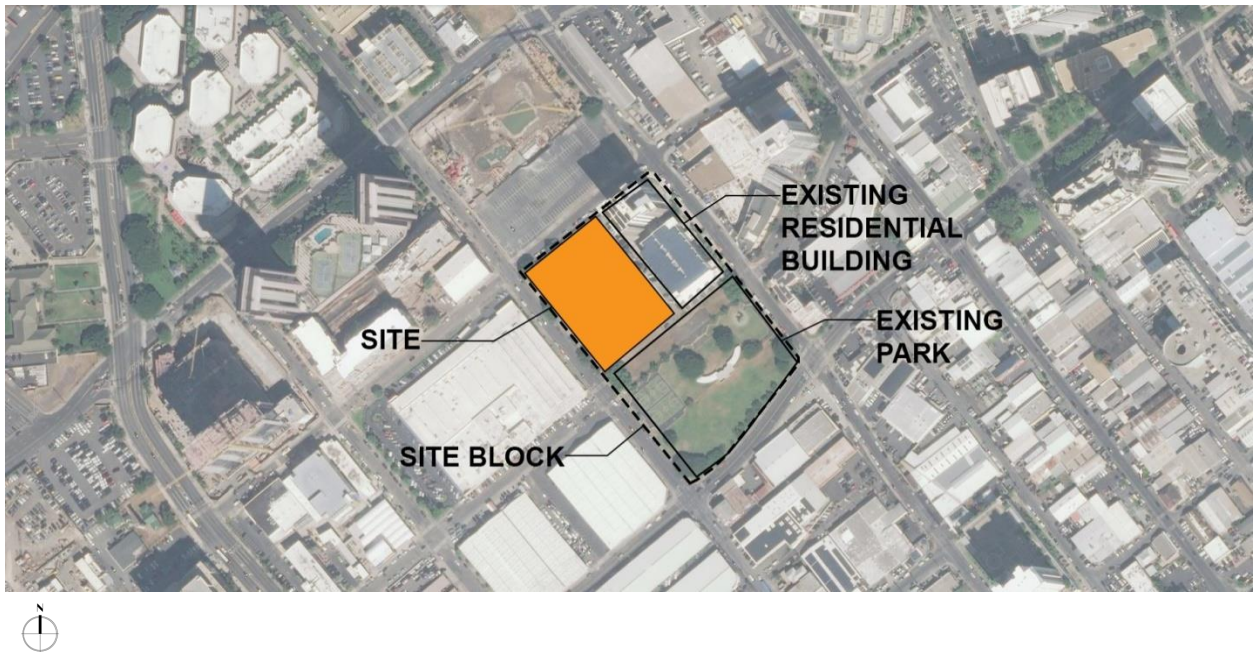 EXISTING
RESIDENTIAL
BUILDING
EXISTING
PARK
SITE
SITE BLOCK
N